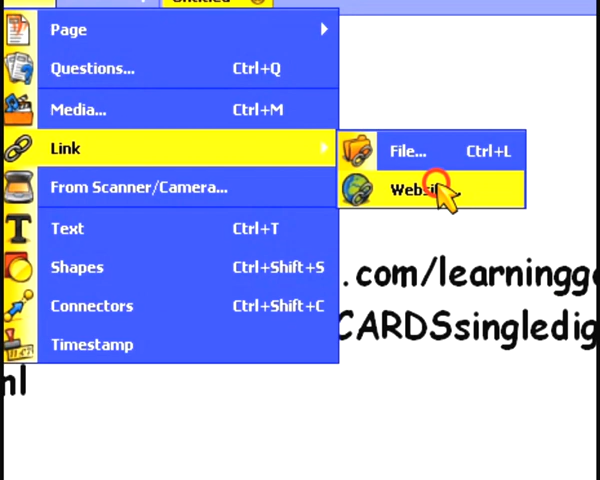 Untitled
Page
Questions... Ctrl+Q
Media... Ctrl+M
Link
File... Ctrl+L
From Scanner/Camera...
Text Ctrl+T
Shapes Ctrl+Shift+S
.com/learningg
Connectors Ctrl+Shift+C
CARDSsingledig
Timestamp
nl